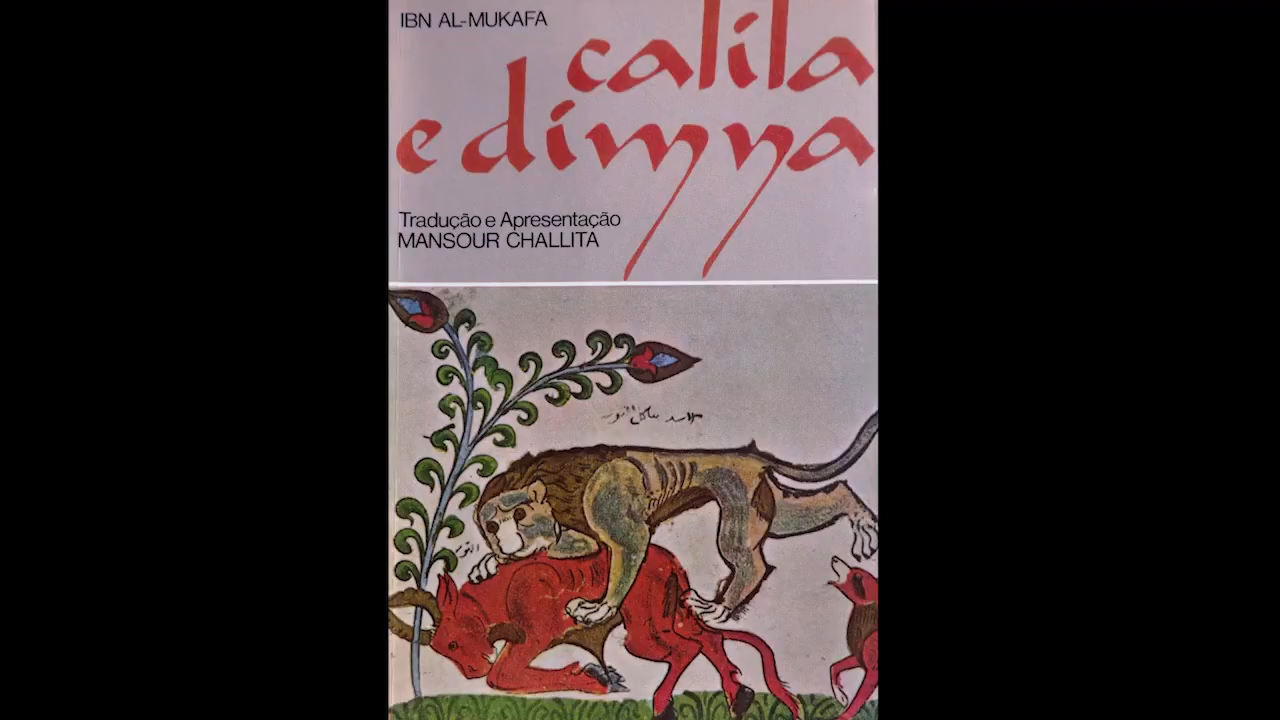 IBN AL-MUKAFA
calila
e dimna
Tradução e Apresentação
MANSOUR CHALLITA